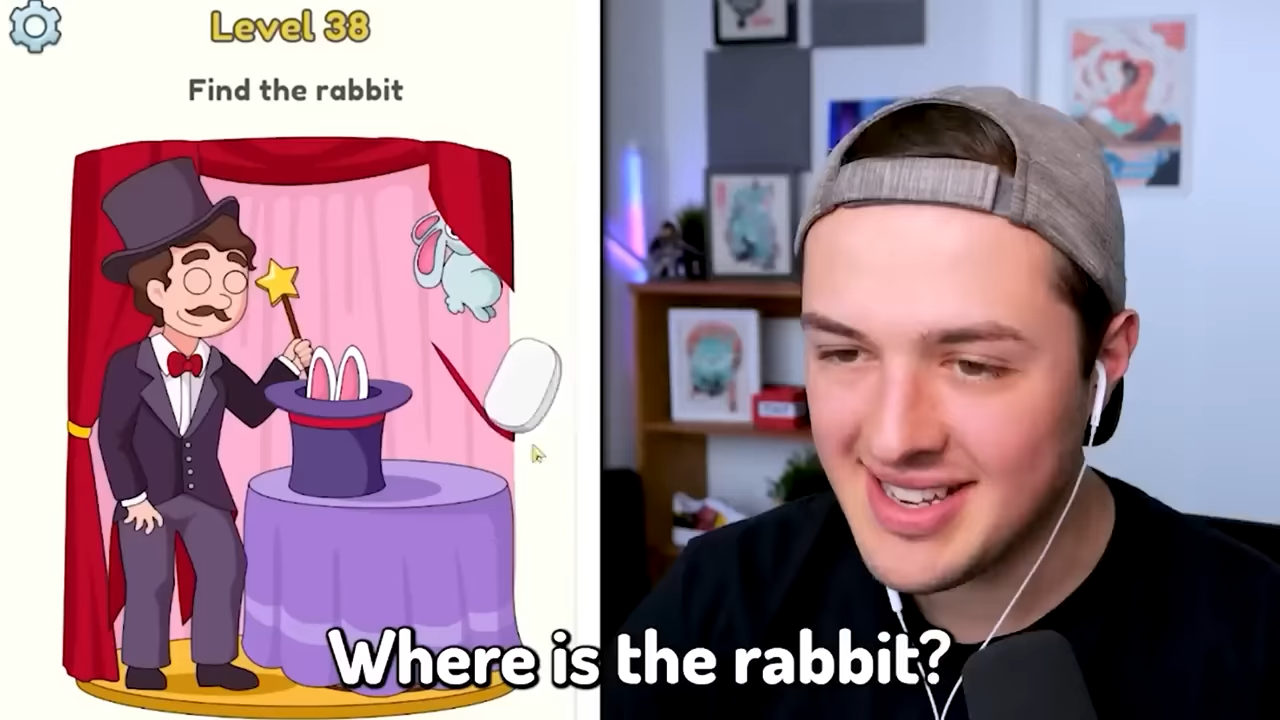 Level 38
Find the rabbit
Where is the rabbit?